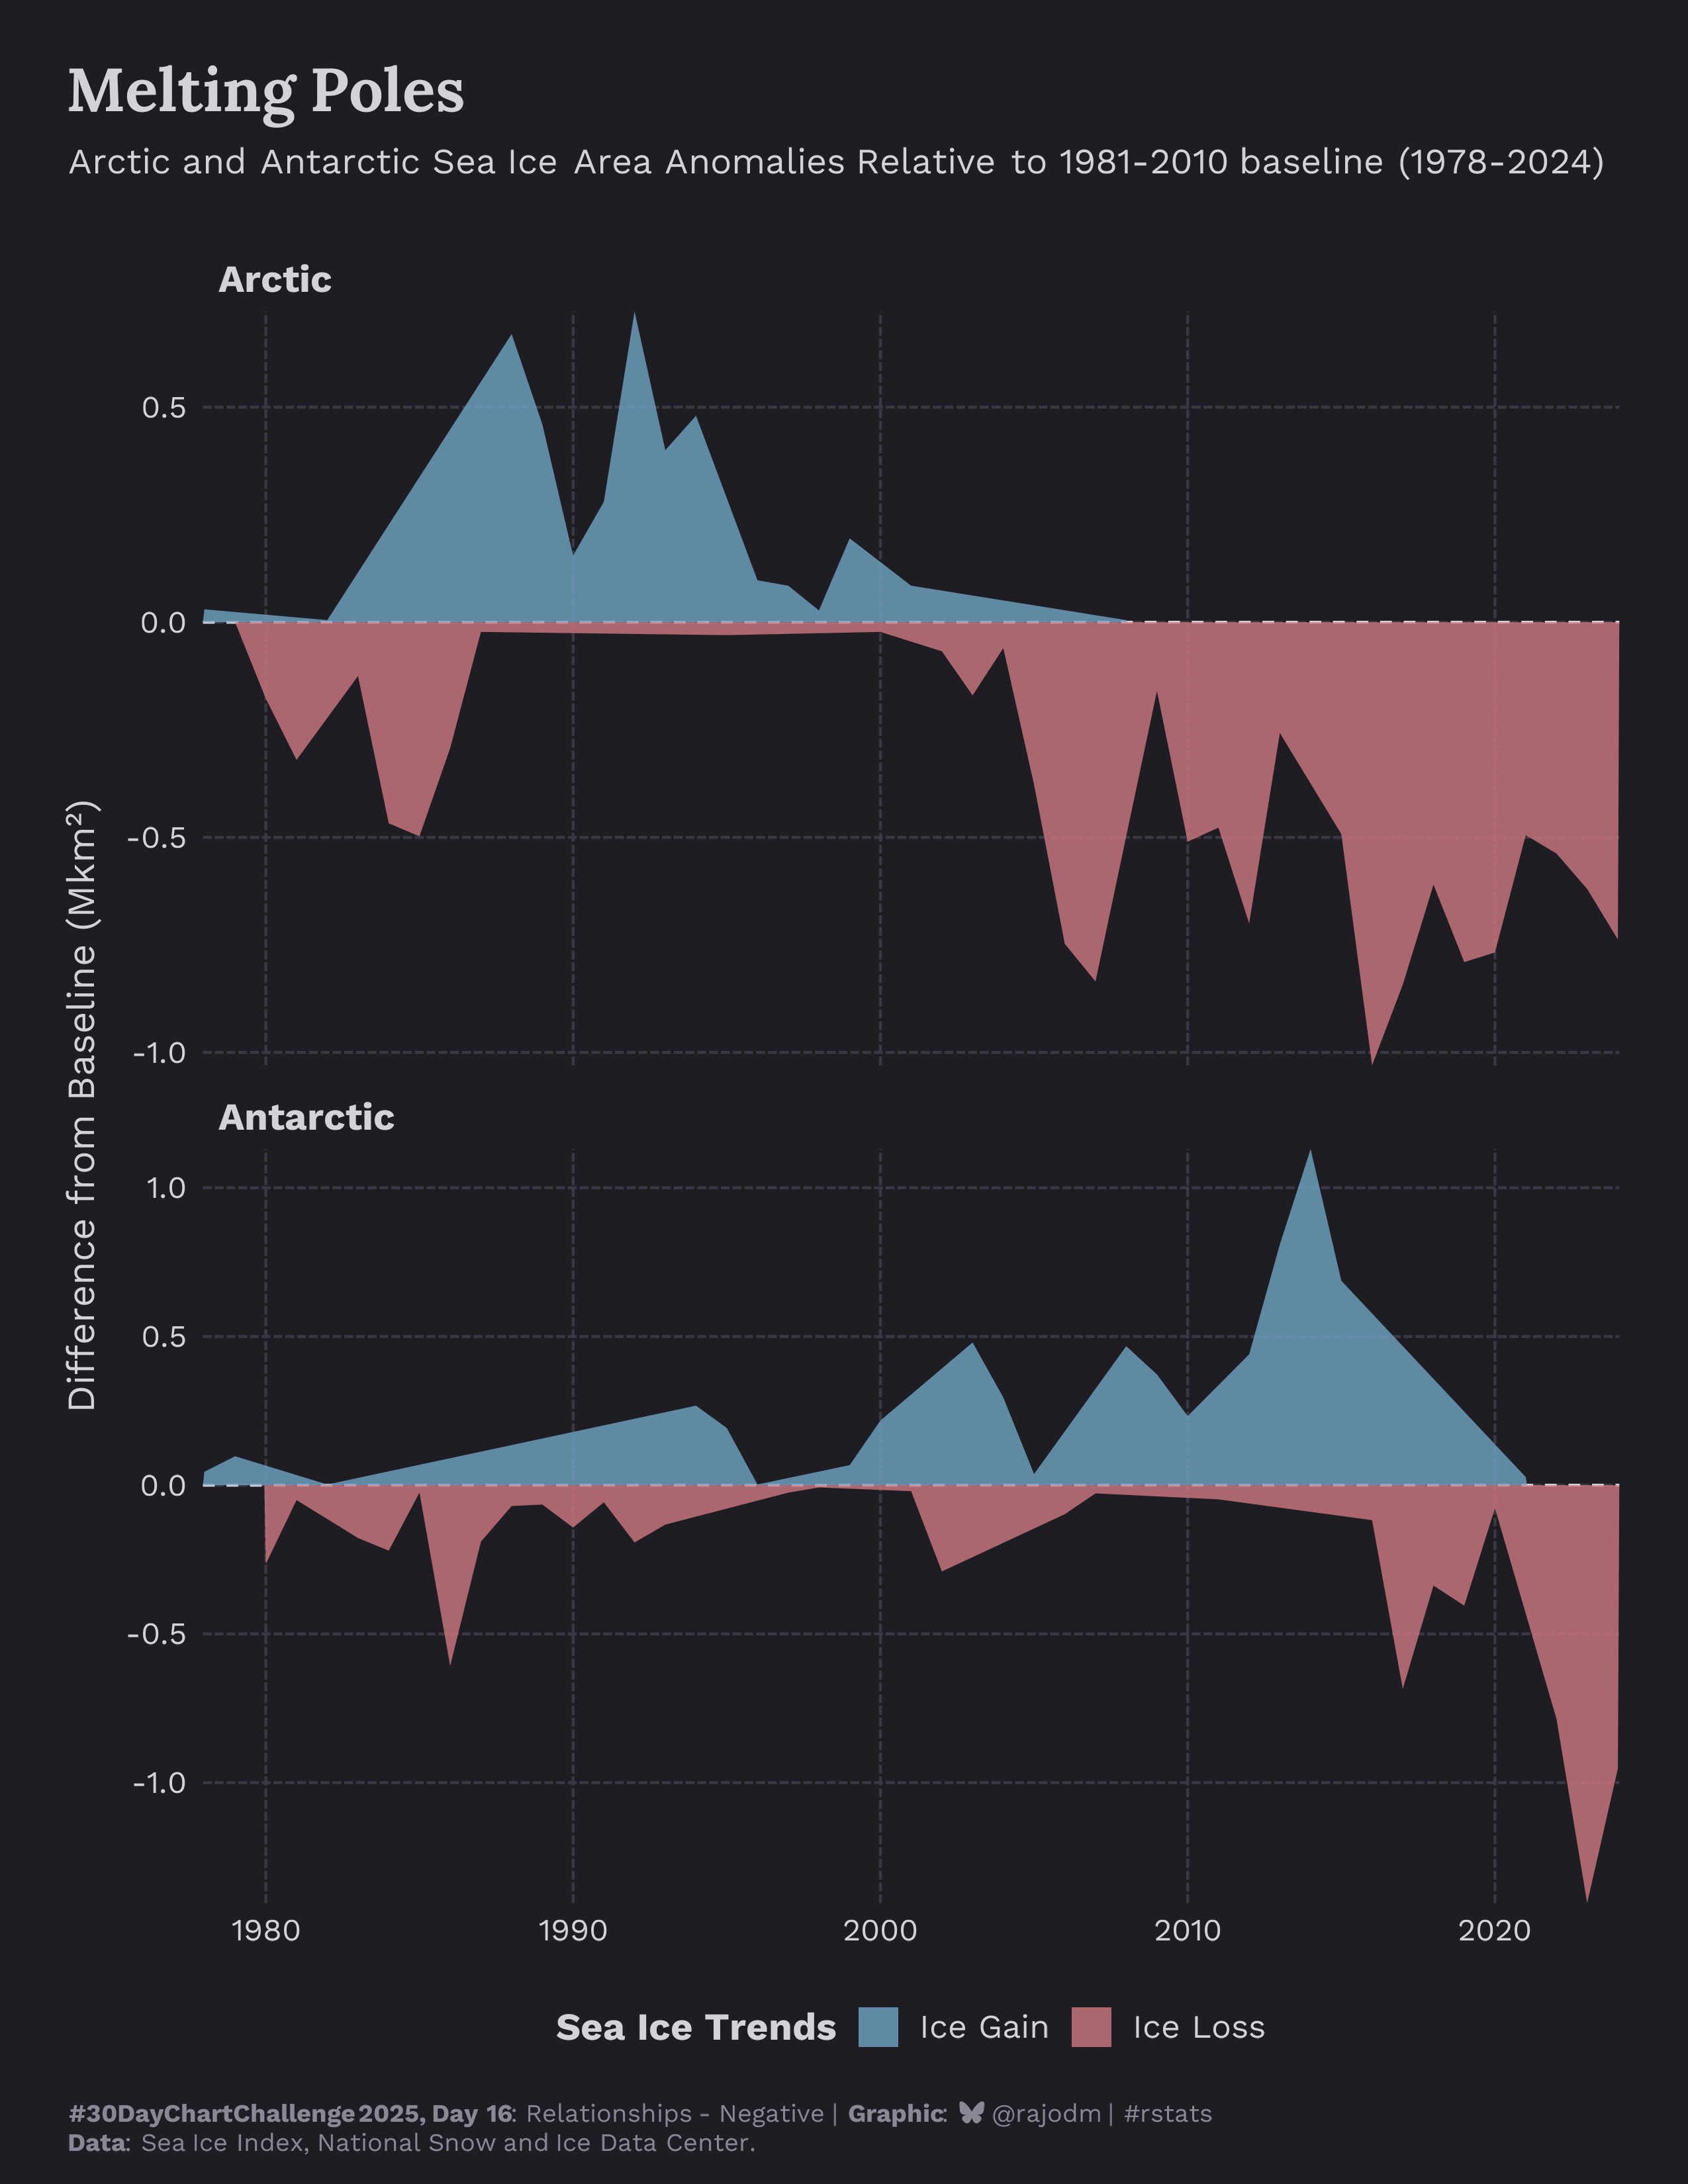 Melting Poles
Arctic and Antarctic Sea Ice Area Anomalies Relative to 1981-2010 baseline (1978-2024)
Difference from Baseline (Mkm²)
Arctic
0.5
0.0
-0.5
-1.0
Antarctic
1.0
0.5
0.0
-0.5
-1.0
1980 1990 2000 2010 2020
Sea Ice Trends Ice Gain Ice Loss
#30DayChartChallenge 2025, Day 16: Relationships - Negative | Graphic: @rajodm | #rstats
Data: Sea Ice Index, National Snow and Ice Data Center.